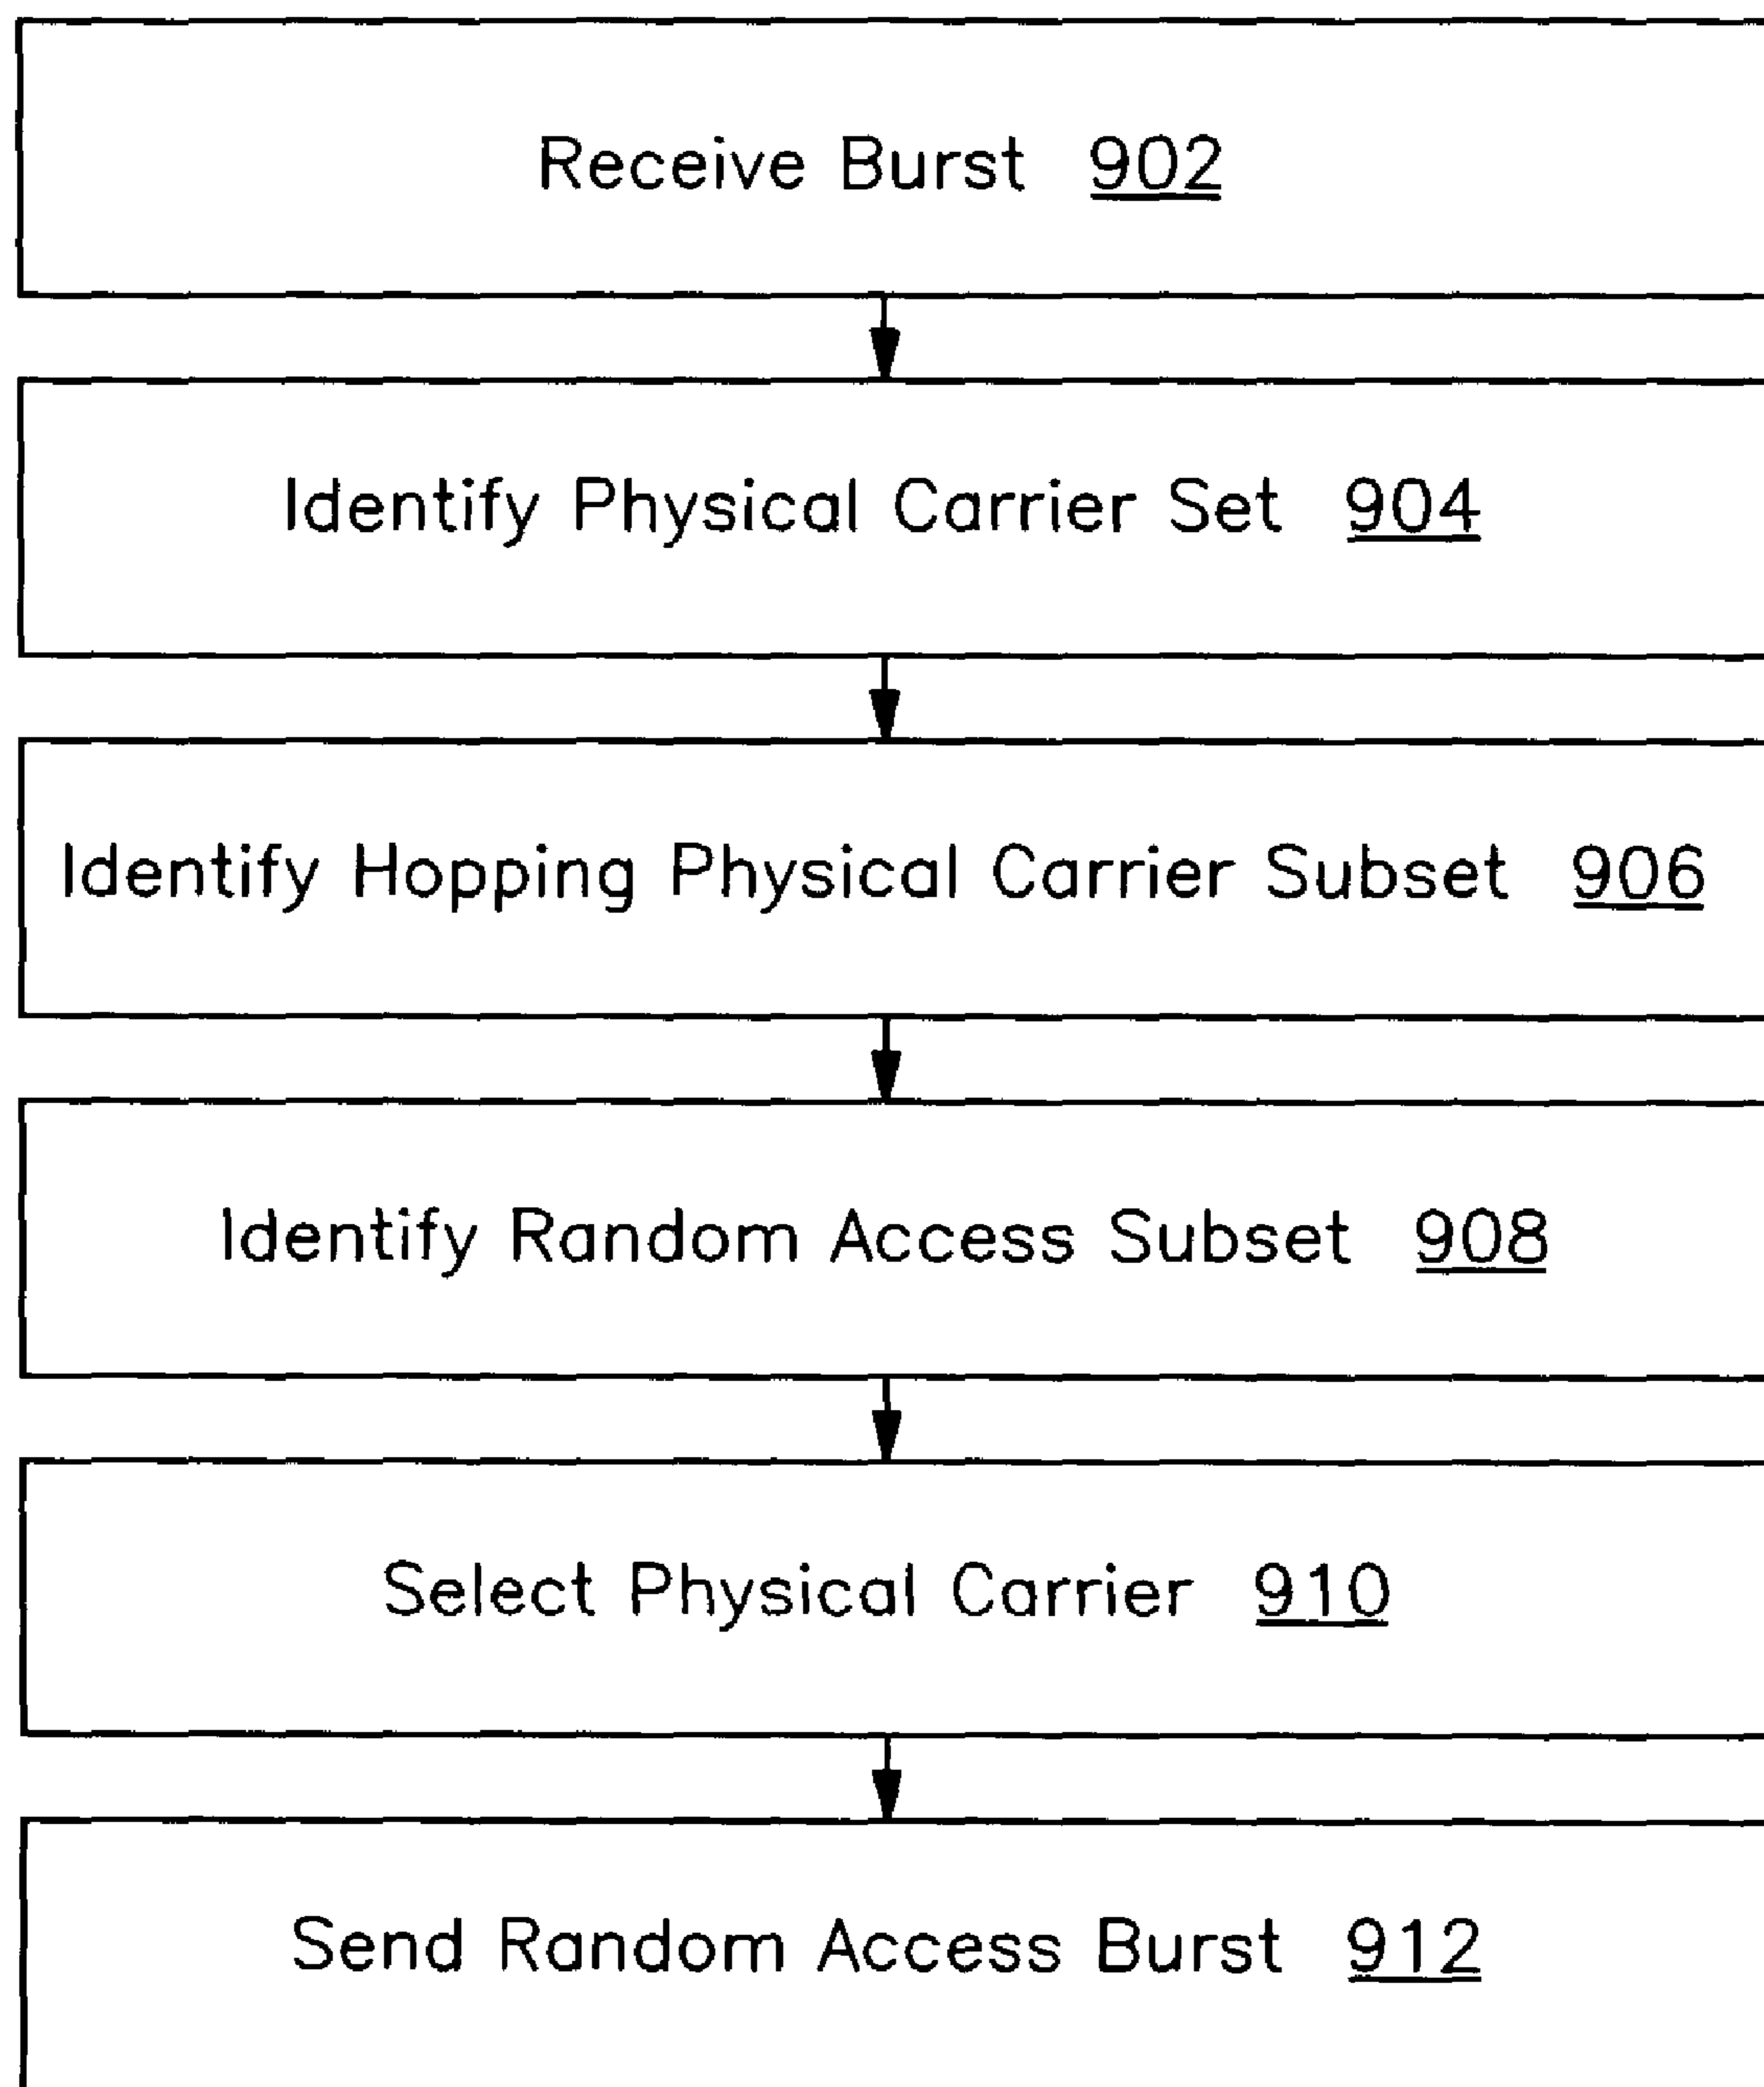 Receive Burst 902
Identify Physical Carrier Set 904
Identify Hopping Physical Carrier Subset 906
Identify Random Access Subset 908
Select Physical Carrier 910
Send Random Access Burst 912